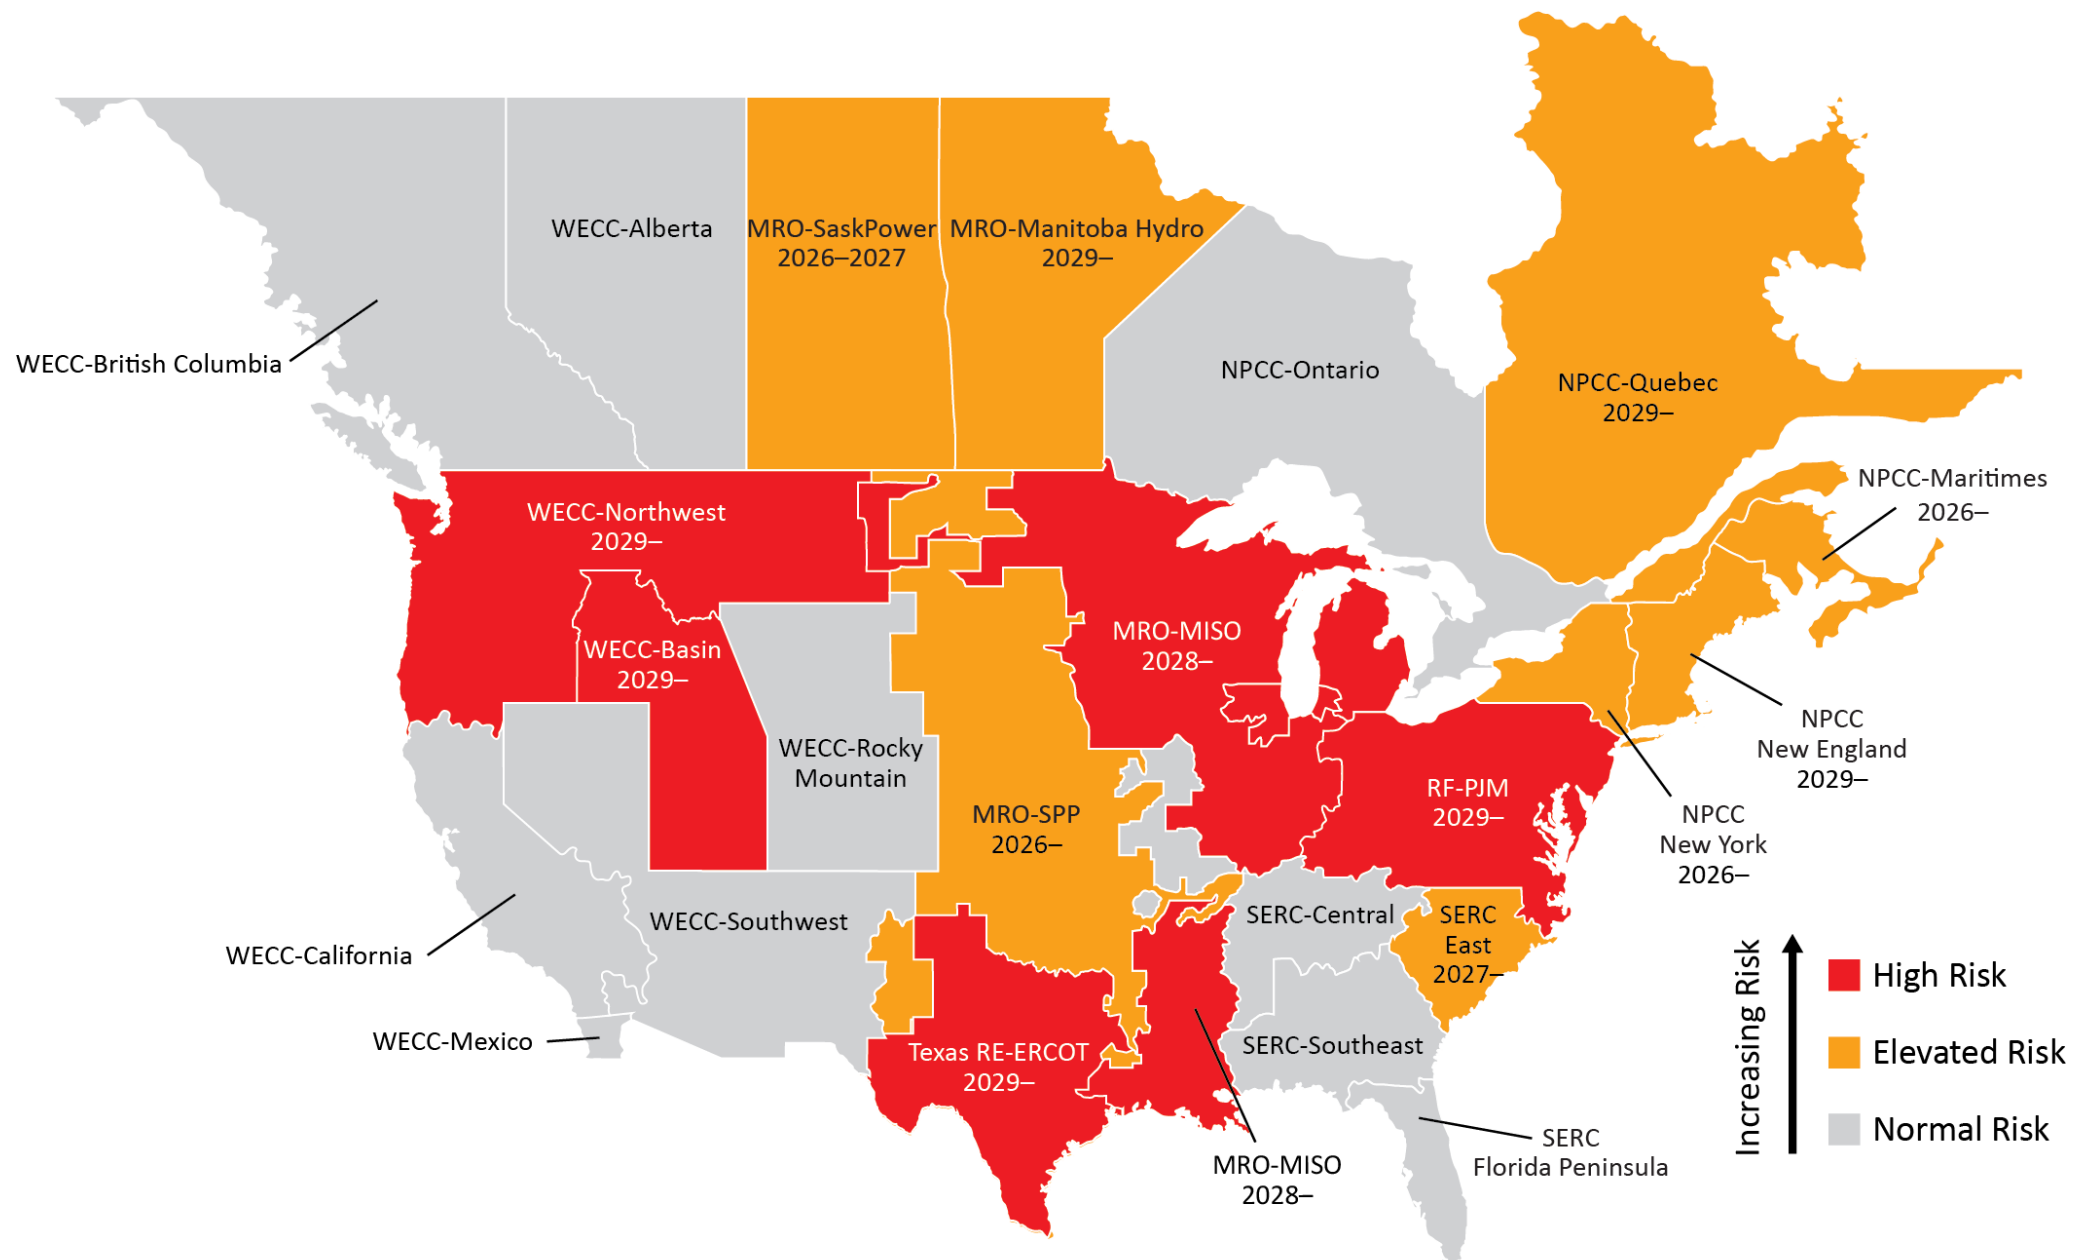 WECC-Alberta
MRO-SaskPower
2026–2027
MRO-Manitoba Hydro
2029–
WECC-British Columbia
NPCC-Ontario
NPCC-Quebec
2029–
NPCC-Maritimes
2026–
WECC-Northwest
2029–
WECC-Basin
2029–
MRO-MISO
2028–
NPCC
New England
2029–
WECC-Rocky
Mountain
MRO-SPP
2026–
RF-PJM
2029–
NPCC
New York
2026–
WECC-California
WECC-Southwest
SERC-Central
SERC
East
2027–
WECC-Mexico
Texas RE-ERCOT
2029–
SERC-Southeast
MRO-MISO
2028–
SERC
Florida Peninsula
Increasing Risk
High Risk
Elevated Risk
Normal Risk